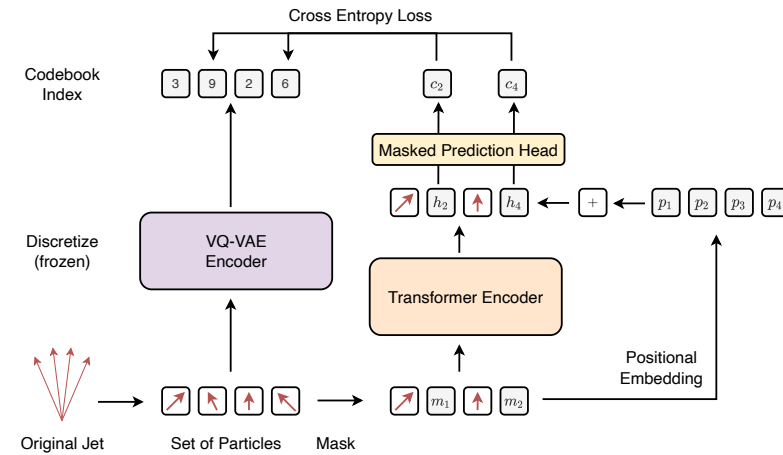 Cross Entropy Loss
Codebook
Index
3 9 2 6
c2 c4
Masked Prediction Head
h2 h4 + p1 p2 p3 p4
Discretize
(frozen)
VQ-VAE
Encoder
Transformer Encoder
Positional
Embedding
m1 m2
Original Jet Set of Particles Mask